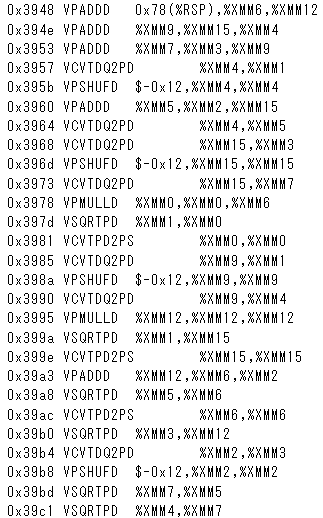 0x3948 VPADDD 0x78(%RSP),%XMM6,%XMM12
0x394e VPADDD %XMM9,%XMM15,%XMM4
0x3953 VPADDD %XMM7,%XMM3,%XMM9
0x3957 VCVTDQ2PD %XMM4,%XMM1
0x395b VPSHUFD $-0x12,%XMM4,%XMM4
0x3960 VPADDD %XMM5,%XMM2,%XMM15
0x3964 VCVTDQ2PD %XMM4,%XMM5
0x3968 VCVTDQ2PD %XMM15,%XMM3
0x396d VPSHUFD $-0x12,%XMM15,%XMM15
0x3973 VCVTDQ2PD %XMM15,%XMM7
0x3978 VPMULLD %XMM0,%XMM0,%XMM6
0x397d VSQRTPD %XMM1,%XMM0
0x3981 VCVTPD2PS %XMM0,%XMM0
0x3985 VCVTDQ2PD %XMM9,%XMM1
0x398a VPSHUFD $-0x12,%XMM9,%XMM9
0x3990 VCVTDQ2PD %XMM9,%XMM4
0x3995 VPMULLD %XMM12,%XMM12,%XMM12
0x399a VSQRTPD %XMM1,%XMM15
0x399e VCVTPD2PS %XMM15,%XMM15
0x39a3 VPADDD %XMM12,%XMM6,%XMM2
0x39a8 VSQRTPD %XMM5,%XMM6
0x39ac VCVTPD2PS %XMM6,%XMM6
0x39b0 VSQRTPD %XMM3,%XMM12
0x39b4 VCVTDQ2PD %XMM2,%XMM3
0x39b8 VPSHUFD $-0x12,%XMM2,%XMM2
0x39bd VSQRTPD %XMM7,%XMM5
0x39c1 VSQRTPD %XMM4,%XMM7